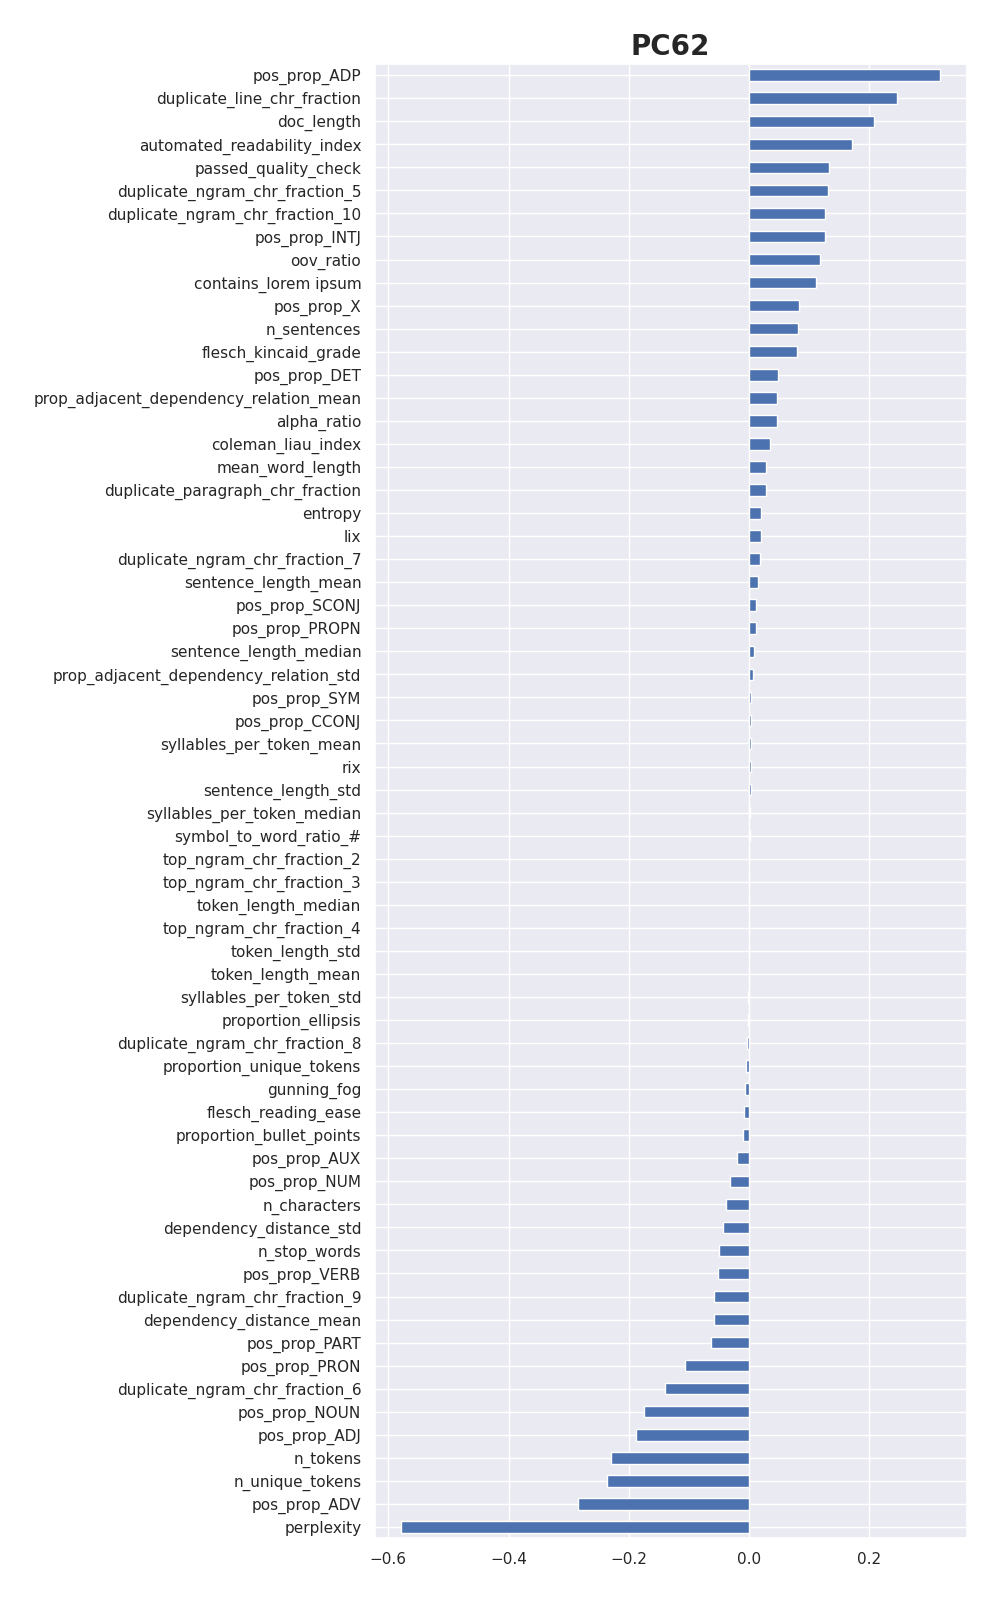 PC62
pos_prop_ADP
duplicate_line_chr_fraction
doc_length
automated_readability_index
passed_quality_check
duplicate_ngram_chr_fraction_5
duplicate_ngram_chr_fraction_10
pos_prop_INTJ
oov_ratio
contains_lorem ipsum
pos_prop_X
n_sentences
flesch_kincaid_grade
pos_prop_DET
prop_adjacent_dependency_relation_mean
alpha_ratio
coleman_liau_index
mean_word_length
duplicate_paragraph_chr_fraction
entropy
lix
duplicate_ngram_chr_fraction_7
sentence_length_mean
pos_prop_SCONJ
pos_prop_PROPN
sentence_length_median
prop_adjacent_dependency_relation_std
pos_prop_SYM
pos_prop_CCONJ
syllables_per_token_mean
rix
sentence_length_std
syllables_per_token_median
symbol_to_word_ratio_#
top_ngram_chr_fraction_2
top_ngram_chr_fraction_3
token_length_median
top_ngram_chr_fraction_4
token_length_std
token_length_mean
syllables_per_token_std
proportion_ellipsis
duplicate_ngram_chr_fraction_8
proportion_unique_tokens
gunning_fog
flesch_reading_ease
proportion_bullet_points
pos_prop_AUX
pos_prop_NUM
n_characters
dependency_distance_std
n_stop_words
pos_prop_VERB
duplicate_ngram_chr_fraction_9
dependency_distance_mean
pos_prop_PART
pos_prop_PRON
duplicate_ngram_chr_fraction_6
pos_prop_NOUN
pos_prop_ADJ
n_tokens
n_unique_tokens
pos_prop_ADV
perplexity
−0.6 −0.4 −0.2 0.0 0.2